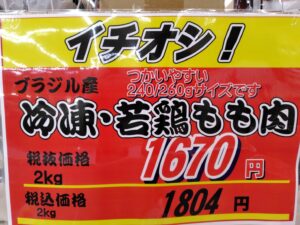 イチオシ！
ブラジル産
つかいやすい
240/260gサイズです
冷凍・若鶏もも肉
税抜価格
2kg
1670円
税込価格
2kg
1804円